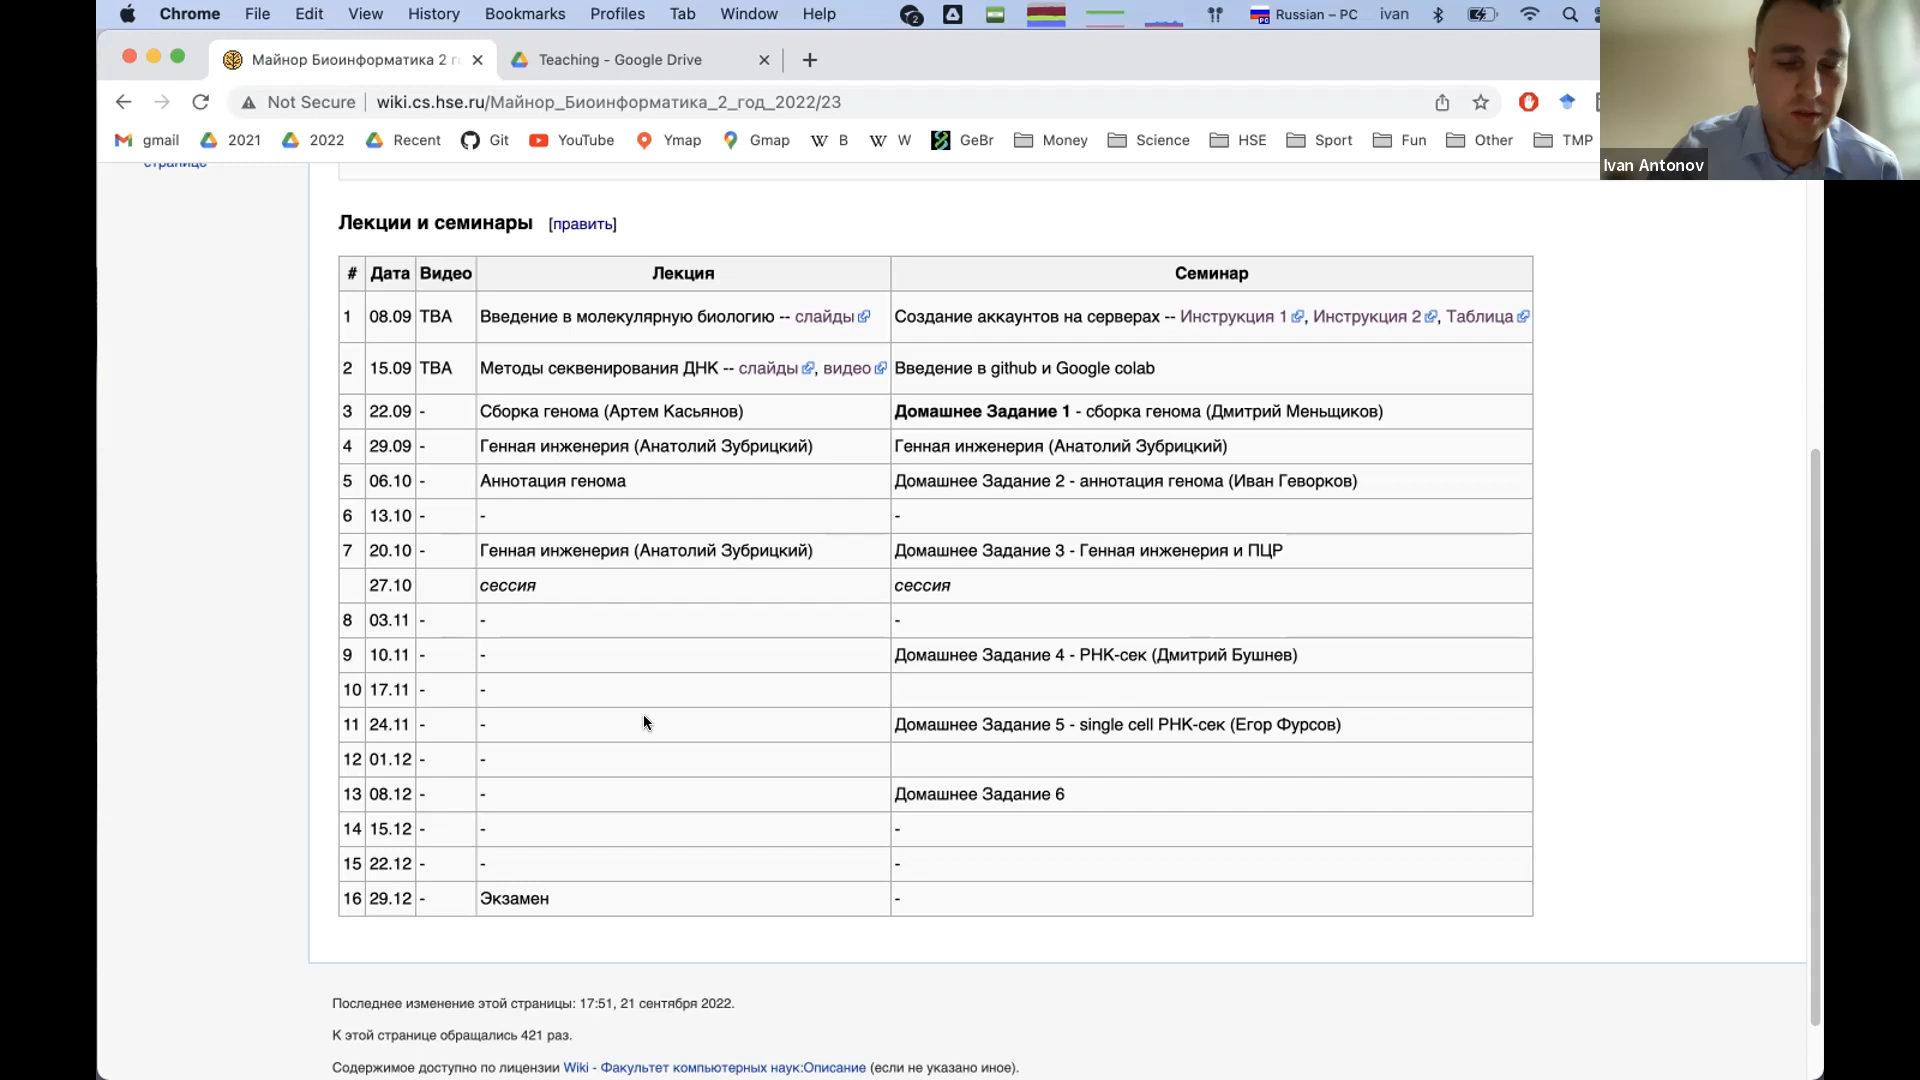 Chrome File Edit View History Bookmarks Profiles Tab Window Help 2 Russian – PC ivan
Майнор Биоинформатика 2 г Teaching - Google Drive
Not Secure wiki.cs.hse.ru/Майнор_Биоинформатика_2_год_2022/23
gmail 2021 2022 Recent Git YouTube Ymap Gmap B W GeBr Money Science HSE Sport Fun Other TMP
Ivan Antonov
странице
Лекции и семинары [править]
# Дата Видео Лекция Семинар
1 08.09 TBA Введение в молекулярную биологию -- слайды Создание аккаунтов на серверах -- Инструкция 1, Инструкция 2, Таблица
2 15.09 TBA Методы секвенирования ДНК -- слайды, видео Введение в github и Google colab
3 22.09 - Сборка генома (Артем Касьянов) Домашнее Задание 1 - сборка генома (Дмитрий Меньщиков)
4 29.09 - Генная инженерия (Анатолий Зубрицкий) Генная инженерия (Анатолий Зубрицкий)
5 06.10 - Аннотация генома Домашнее Задание 2 - аннотация генома (Иван Геворков)
6 13.10 - - -
7 20.10 - Генная инженерия (Анатолий Зубрицкий) Домашнее Задание 3 - Генная инженерия и ПЦР
27.10 сессия сессия
8 03.11 - - -
9 10.11 - - Домашнее Задание 4 - РНК-сек (Дмитрий Бушнев)
10 17.11 - -
11 24.11 - - Домашнее Задание 5 - single cell РНК-сек (Егор Фурсов)
12 01.12 - -
13 08.12 - - Домашнее Задание 6
14 15.12 - - -
15 22.12 - - -
16 29.12 - Экзамен -
Последнее изменение этой страницы: 17:51, 21 сентября 2022.
К этой странице обращались 421 раз.
Содержимое доступно по лицензии Wiki - Факультет компьютерных наук:Описание (если не указано иное).